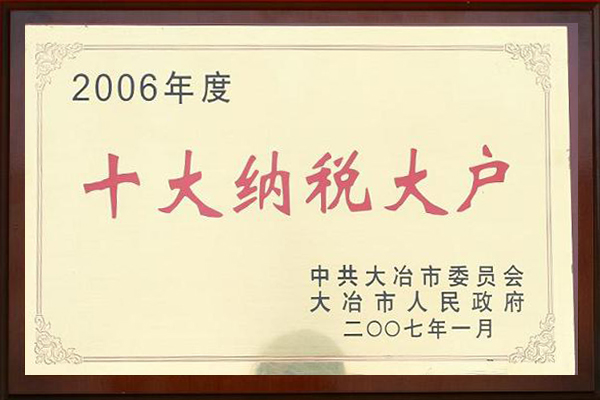 2006年度
十大纳税大户
中共大冶市委员会
大冶市人民政府
二〇〇七年一月